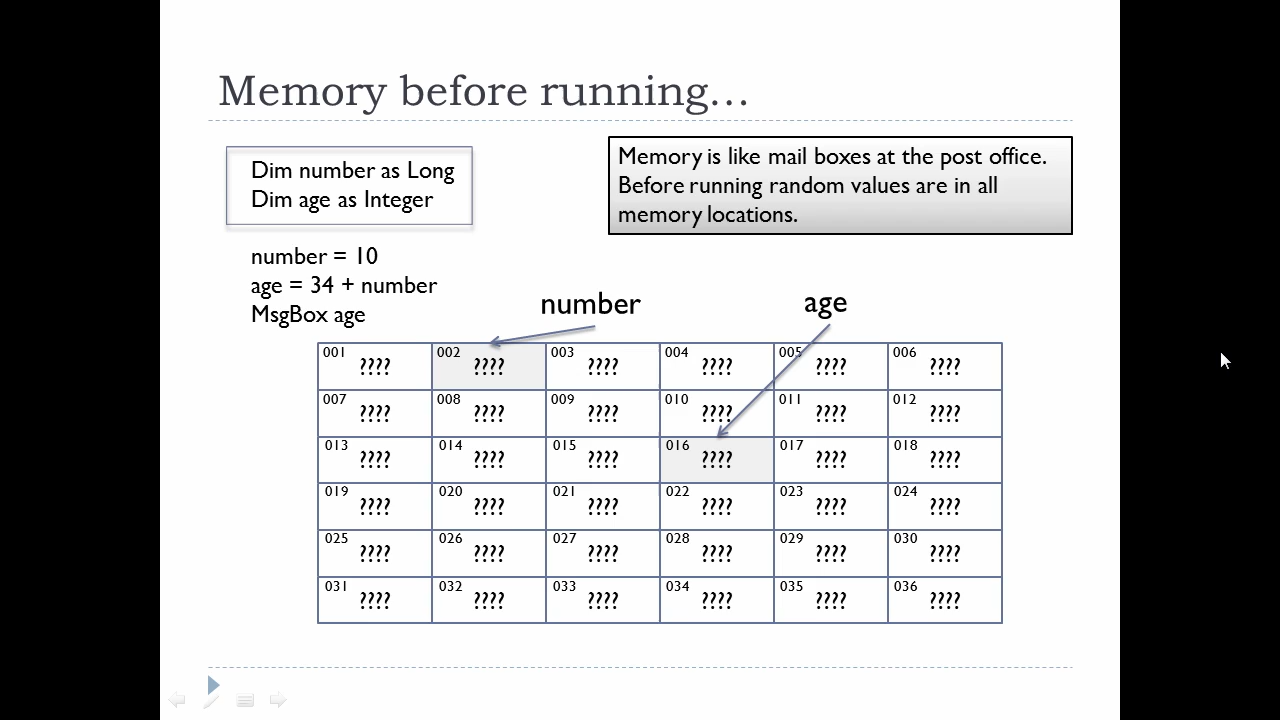 Memory before running...
Dim number as Long
Dim age as Integer
Memory is like mail boxes at the post office.
Before running random values are in all
memory locations.
number = 10
age = 34 + number
MsgBox age
number age
001 ???? 002 ???? 003 ???? 004 ???? 005 ???? 006 ????
007 ???? 008 ???? 009 ???? 010 ???? 011 ???? 012 ????
013 ???? 014 ???? 015 ???? 016 ???? 017 ???? 018 ????
019 ???? 020 ???? 021 ???? 022 ???? 023 ???? 024 ????
025 ???? 026 ???? 027 ???? 028 ???? 029 ???? 030 ????
031 ???? 032 ???? 033 ???? 034 ???? 035 ???? 036 ????